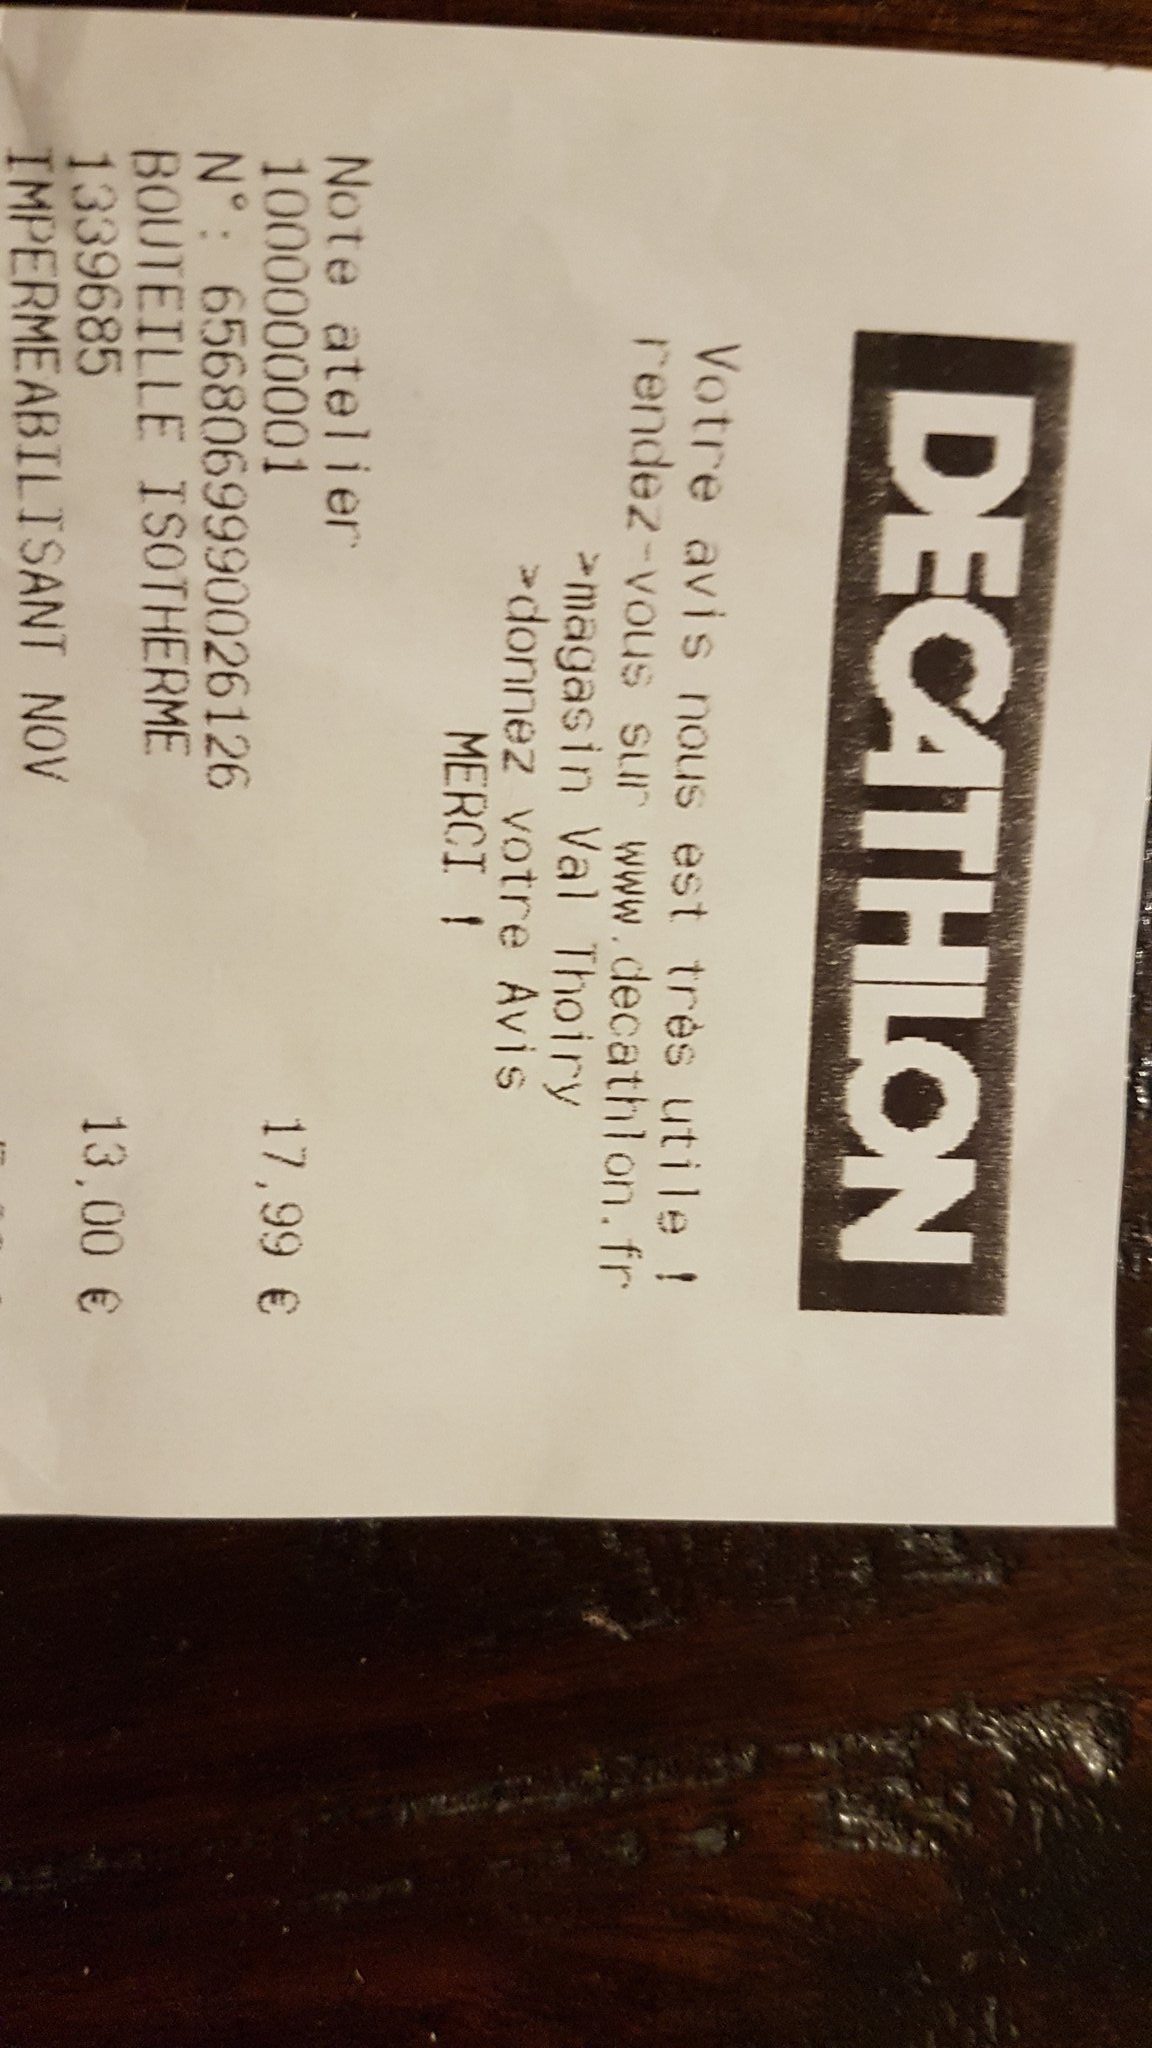 DECATHLON
Votre avis nous est très utile !
rendez-vous sur www.decathlon.fr
>magasin Val Thoiry
>donnez votre Avis
MERCI !
Note atelier
100000001 17,99 €
N°: 6568069990026126
BOUTEILLE ISOTHERME
1339685 13,00 €
IMPERMEABILISANT NOV